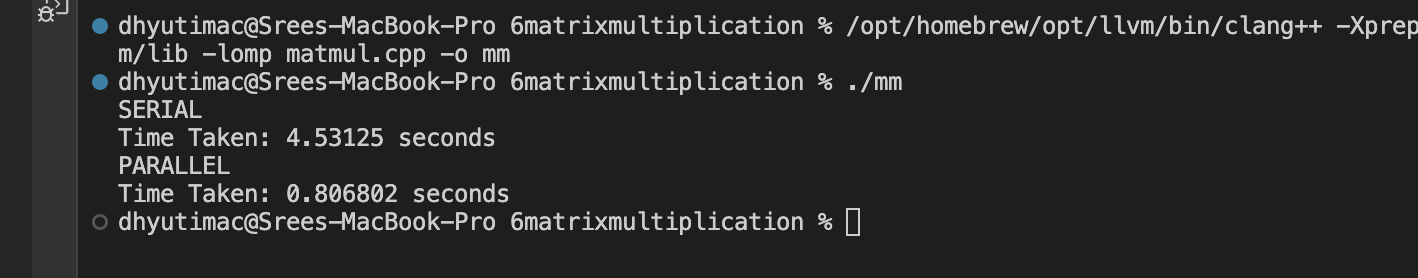 dhyutimac@Srees-MacBook-Pro 6matrixmultiplication % /opt/homebrew/opt/llvm/bin/clang++ -Xprep
m/lib -lomp matmul.cpp -o mm
dhyutimac@Srees-MacBook-Pro 6matrixmultiplication % ./mm
SERIAL
Time Taken: 4.53125 seconds
PARALLEL
Time Taken: 0.806802 seconds
dhyutimac@Srees-MacBook-Pro 6matrixmultiplication %